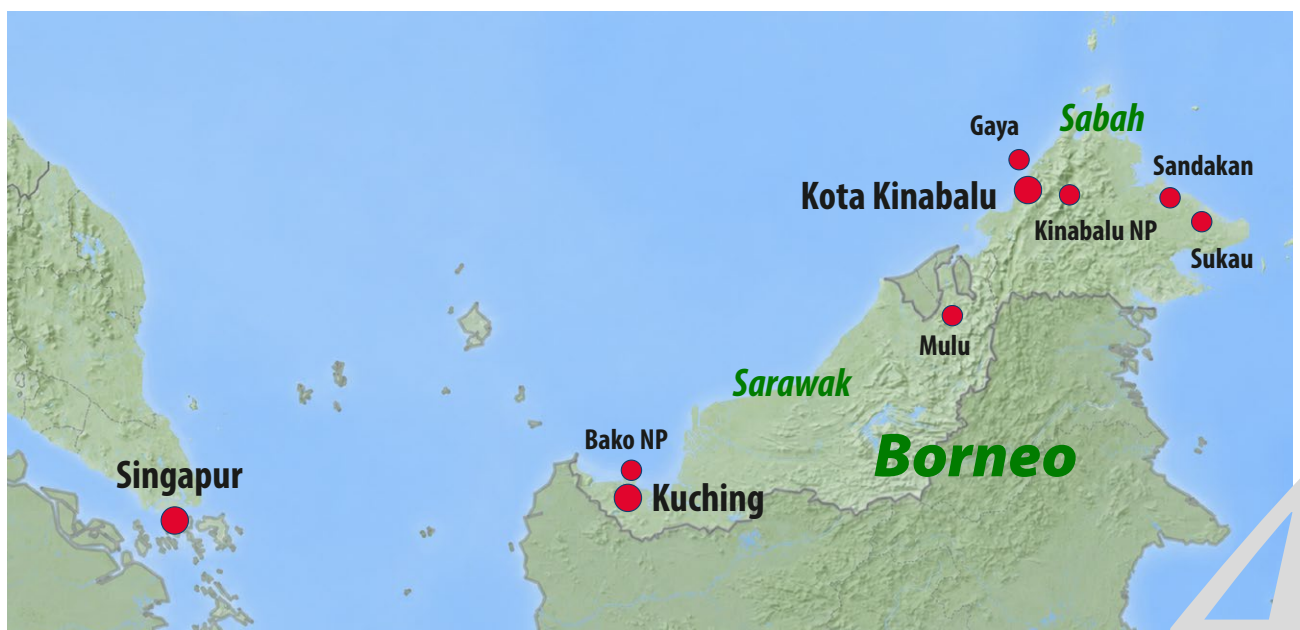 Sabah
Gaya
Sandakan
Kota Kinabalu
Kinabalu NP
Sukau
Mulu
Sarawak
Bako NP
Borneo
Singapur
Kuching